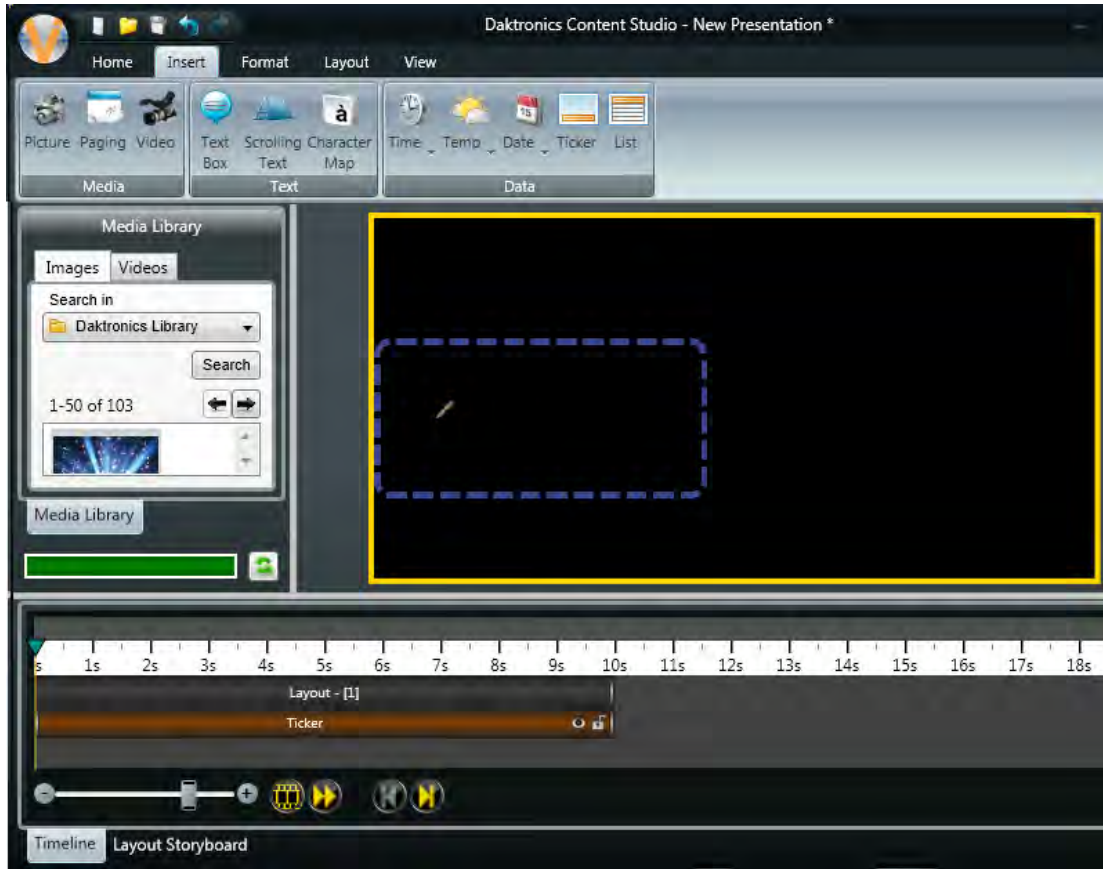 Daktronics Content Studio - New Presentation *
Home Insert Format Layout View
Picture Paging Video Text Box Scrolling Text Character Map Time Temp Date Ticker List
à
15
Media Text Data
Media Library
Images Videos
Search in
Daktronics Library
Search
1-50 of 103
Media Library
s 1s 2s 3s 4s 5s 6s 7s 8s 9s 10s 11s 12s 13s 14s 15s 16s 17s 18s
Layout - [1]
Ticker
Timeline Layout Storyboard